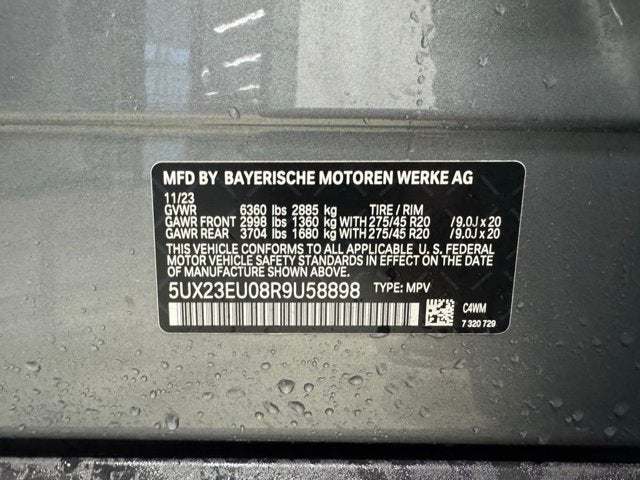 MFD BY BAYERISCHE MOTOREN WERKE AG
11/23
GVWR 6360 lbs 2885 kg TIRE / RIM
GAWR FRONT 2998 lbs 1360 kg WITH 275/45 R20 /9.0J x 20
GAWR REAR 3704 lbs 1680 kg WITH 275/45 R20 /9.0J x 20
THIS VEHICLE CONFORMS TO ALL APPLICABLE U. S. FEDERAL
MOTOR VEHICLE SAFETY STANDARDS IN EFFECT ON THE
DATE OF MANUFACTURE SHOWN ABOVE.
5UX23EU08R9U58898 TYPE: MPV
C4WM
7 320 729